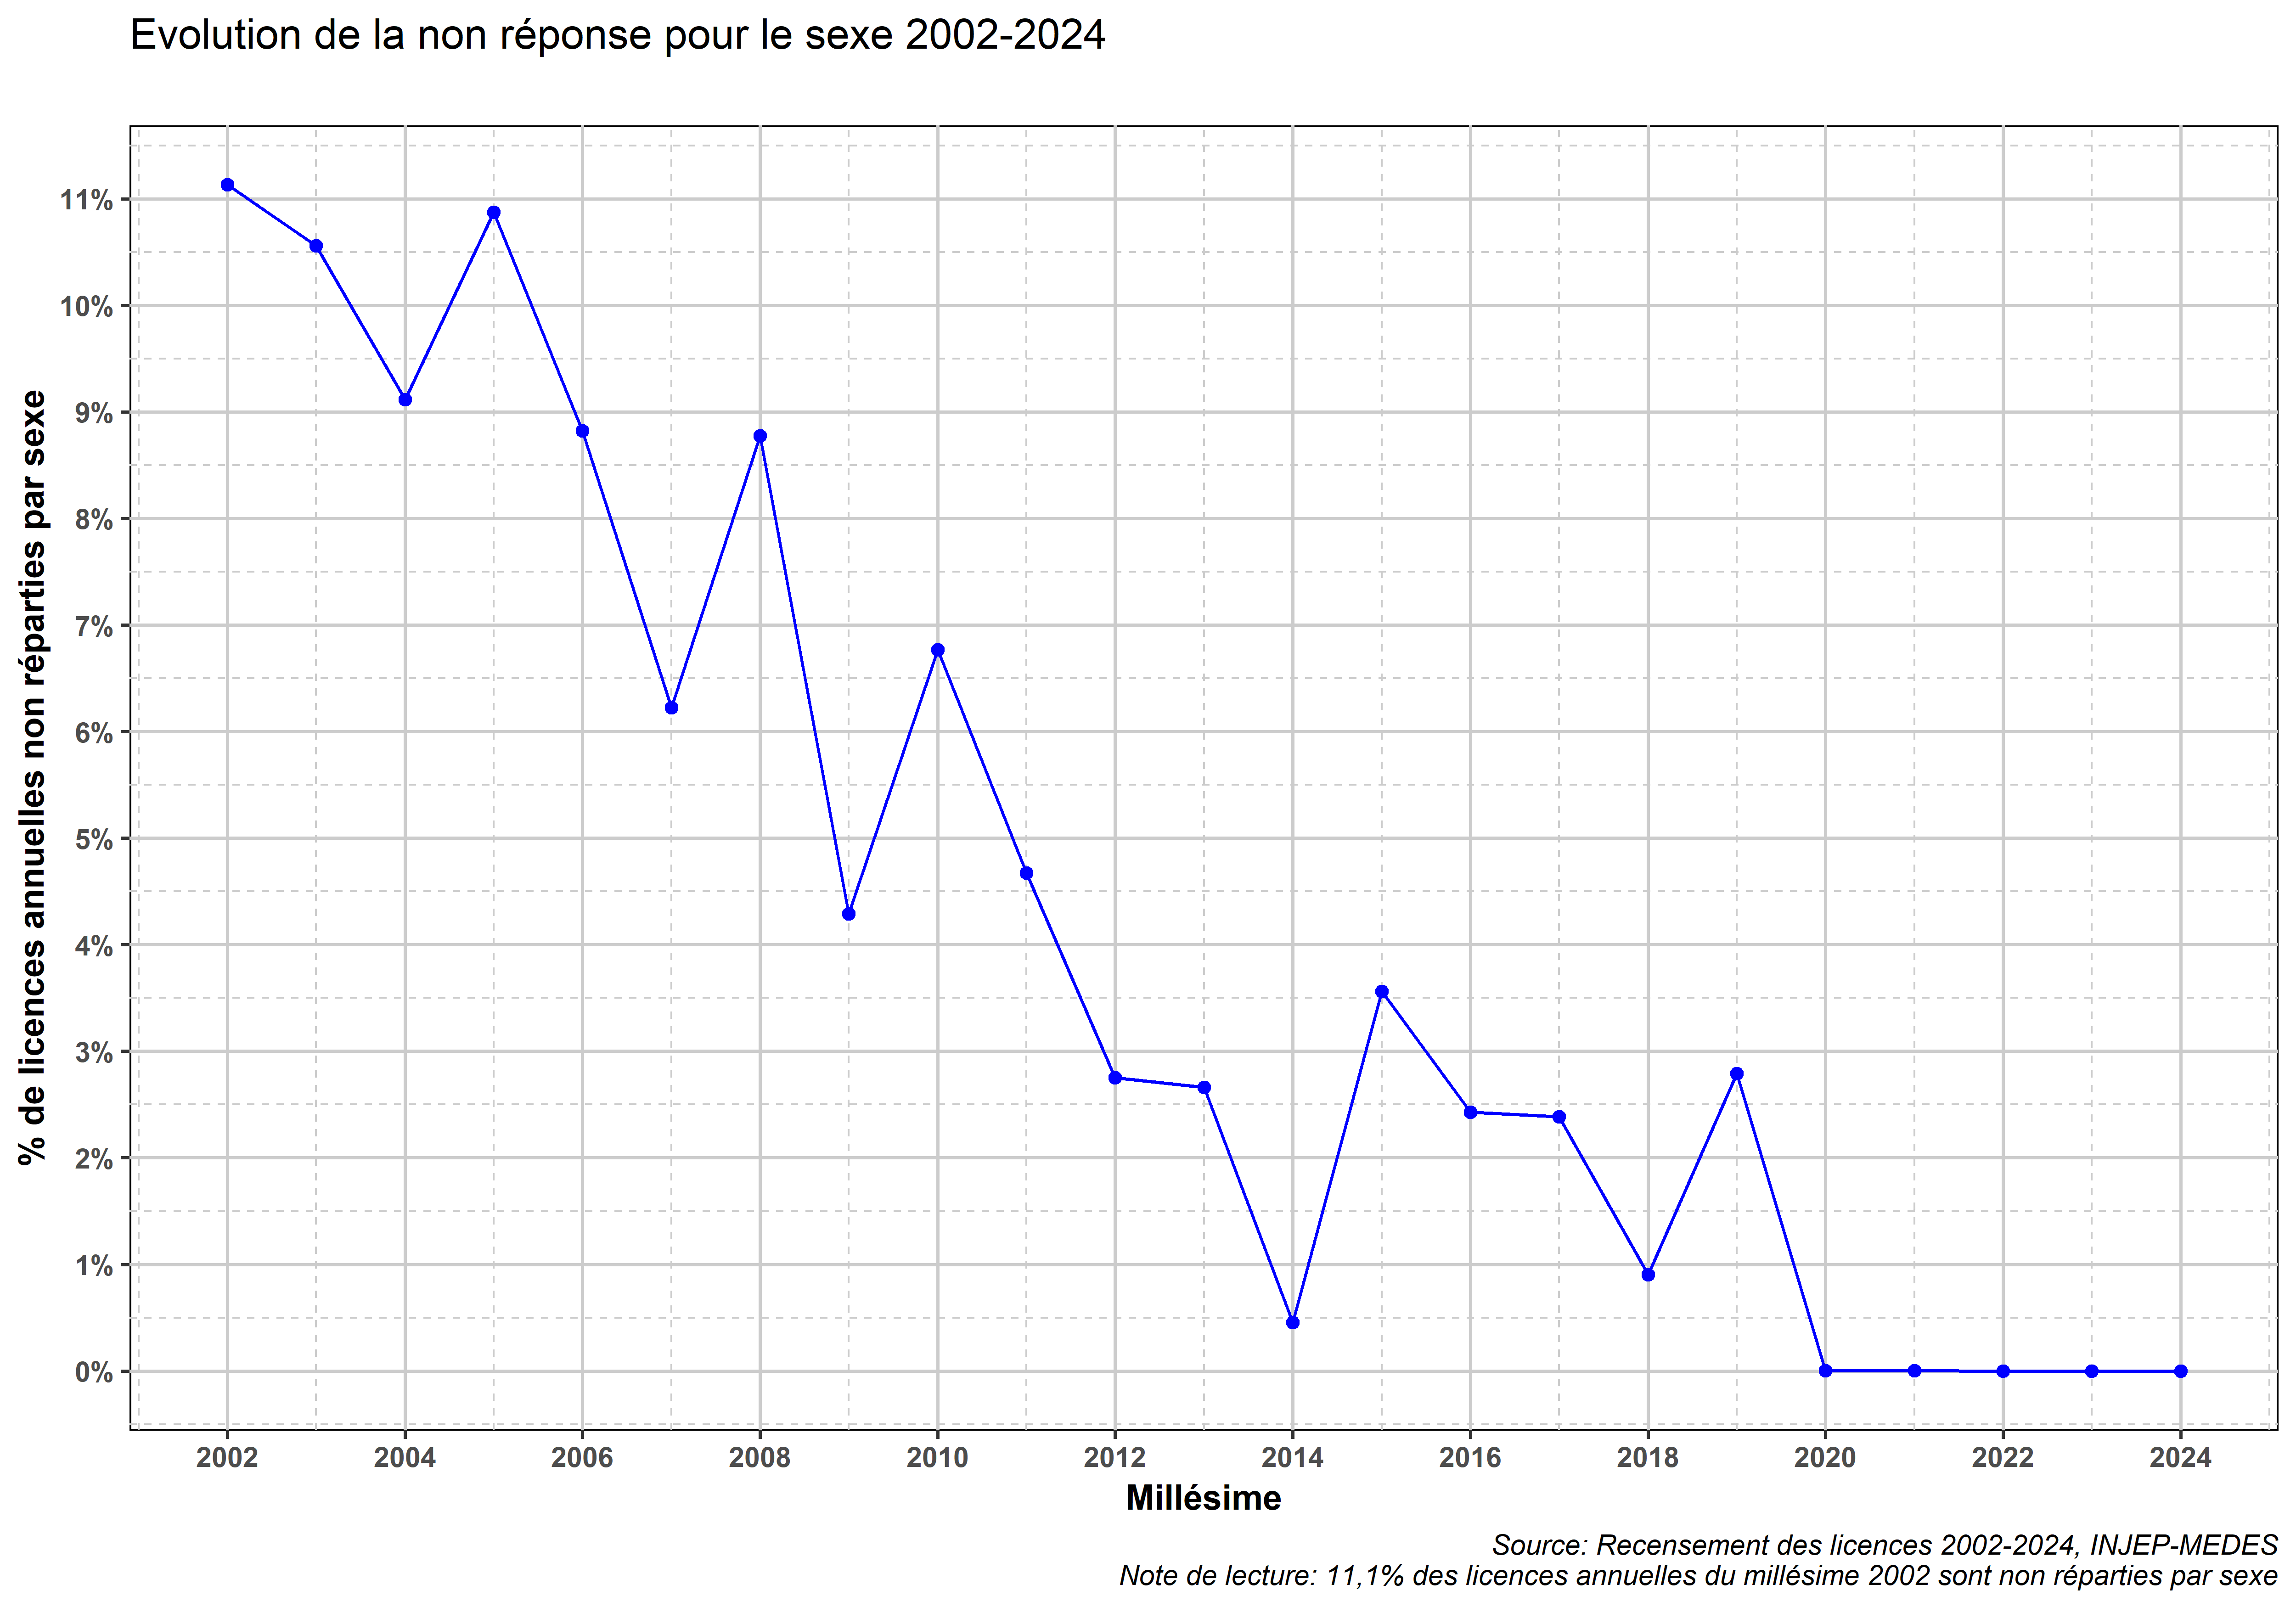 Evolution de la non réponse pour le sexe 2002-2024
% de licences annuelles non réparties par sexe
11%
10%
9%
8%
7%
6%
5%
4%
3%
2%
1%
0%
2002 2004 2006 2008 2010 2012 2014 2016 2018 2020 2022 2024
Millésime
Source: Recensement des licences 2002-2024, INJEP-MEDES
Note de lecture: 11,1% des licences annuelles du millésime 2002 sont non réparties par sexe